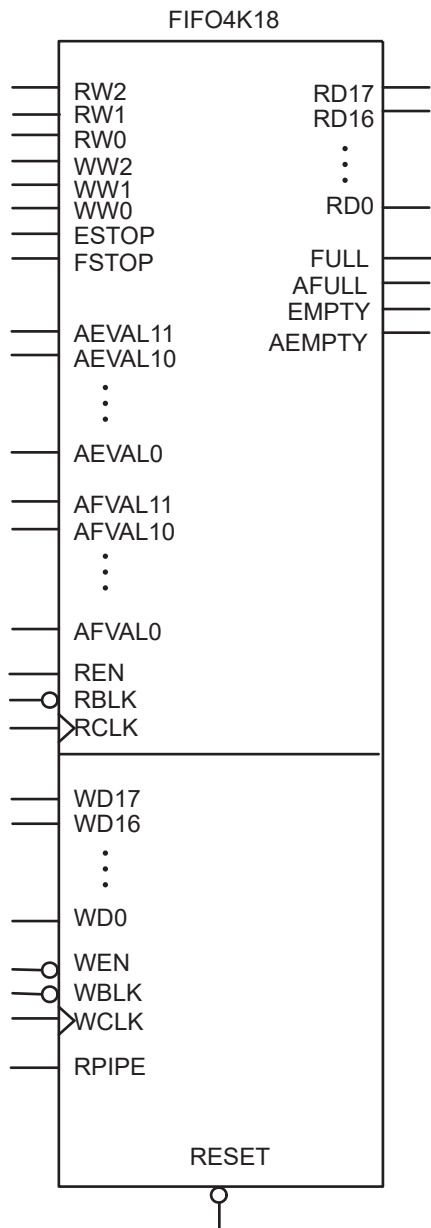 FIFO4K18
RW2
RW1
RW0
WW2
WW1
WW0
ESTOP
FSTOP
AEVAL11
AEVAL10
AEVAL0
AFVAL11
AFVAL10
AFVAL0
REN
RBLK
RCLK
RD17
RD16
RD0
FULL
AFULL
EMPTY
AEMPTY
WD17
WD16
WD0
WEN
WBLK
WCLK
RPIPE
RESET